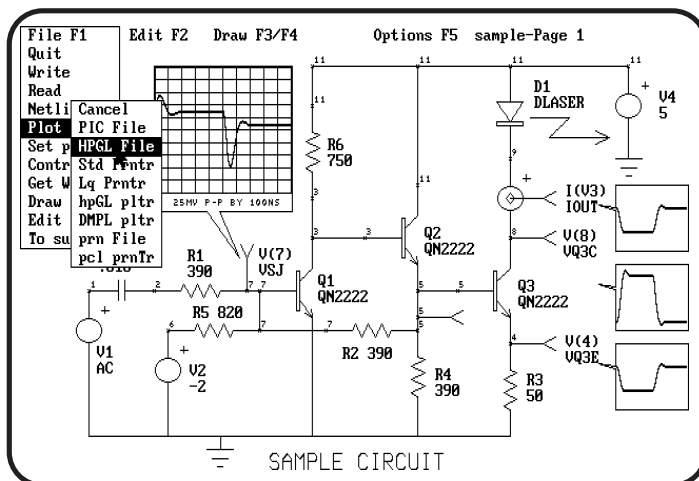 File F1 Edit F2 Draw F3/F4 Options F5 sample-Page 1
Quit
Write
Read
Netli
Plot
Set p
Contr
Get W
Draw
Edit
To su
Cancel
PIC File
HPGL File
Std Prntr
Lq Prntr
hpGL pltr
DMPL pltr
prn File
pcl prnTr
25MV P-P BY 100NS
11
11
11
11
11
11
R6
750
3
3
3
D1
DLASER
9
V4
5
I(V3)
IOUT
8
V(8)
VQ3C
Q2
QN2222
V(7)
VSJ
R1
390
1
2
7
7
Q1
QN2222
5
5
5
5
Q3
QN2222
R5 820
6
7
7
R2 390
4
V(4)
VQ3E
V1
AC
V2
-2
R4
390
R3
50
SAMPLE CIRCUIT